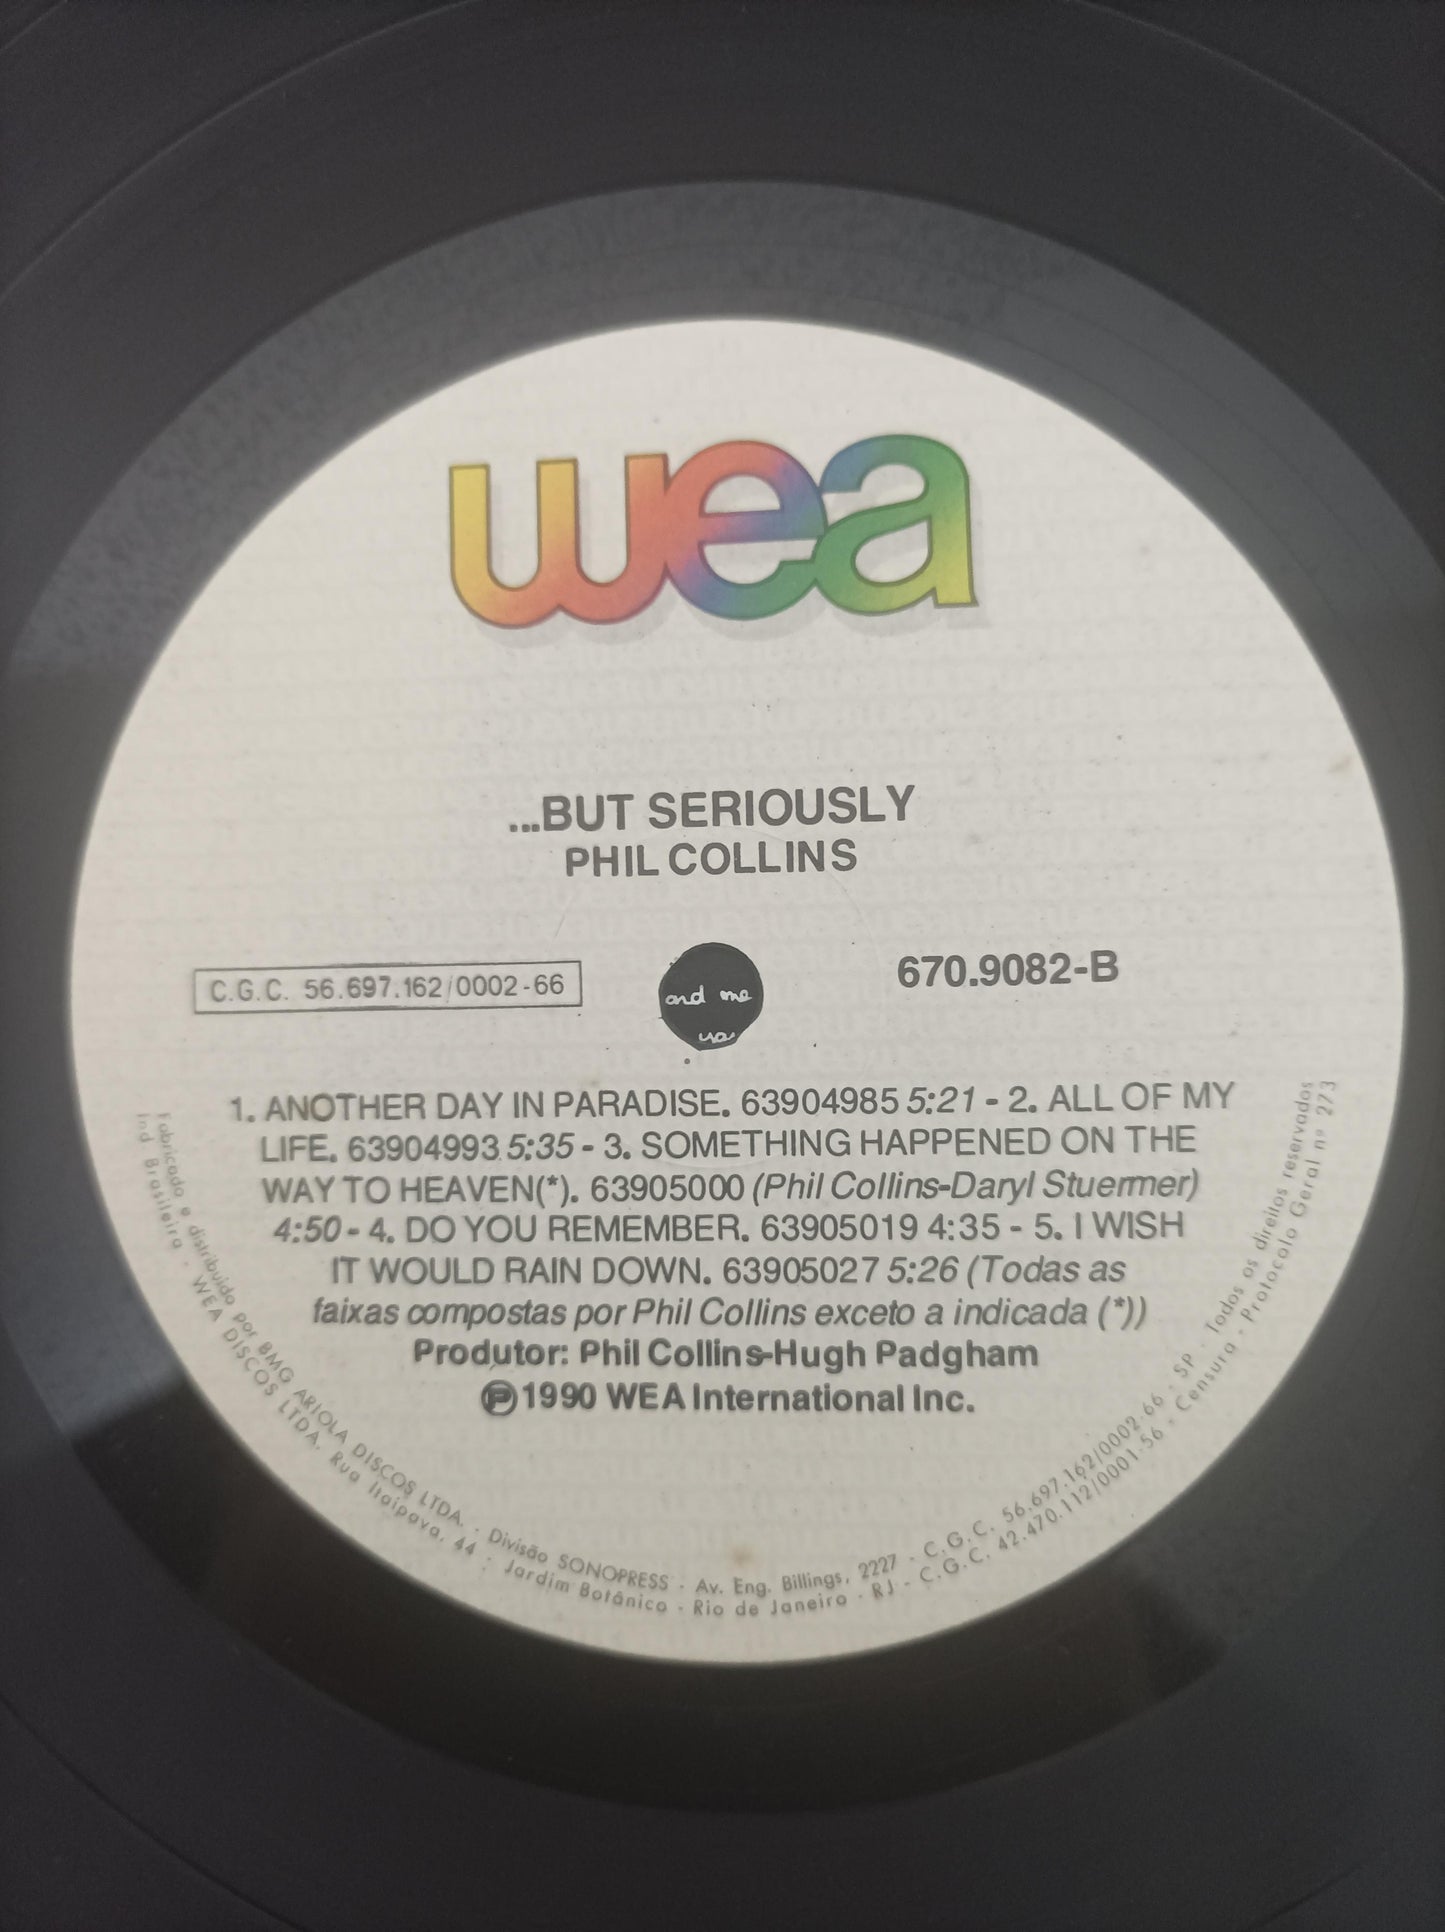 wea
...BUT SERIOUSLY
PHIL COLLINS
C.G.C. 56.697.162/0002-66
670.9082-B
and me
1. ANOTHER DAY IN PARADISE. 63904985 5:21 - 2. ALL OF MY
LIFE. 63904993 5:35 - 3. SOMETHING HAPPENED ON THE
WAY TO HEAVEN(*). 63905000 (Phil Collins-Daryl Stuermer)
4:50 - 4. DO YOU REMEMBER. 63905019 4:35 - 5. I WISH
IT WOULD RAIN DOWN. 63905027 5:26 (Todas as
faixas compostas por Phil Collins exceto a indicada (*))
Produtor: Phil Collins-Hugh Padgham
Ⓟ1990 WEA International Inc.
Fabricado e distribuído por BMG ARIOLA DISCOS LTDA. - Divisão SONOPRESS - Av. Eng. Billings, 2227 - C.G.C. 56.697.162/0002-66 - SP - Todos os direitos reservados
Ind Brasileira - WEA DISCOS LTDA. Rua Itaipava, 44 - Jardim Botânico - Rio de Janeiro - RJ - C.G.C. 42.470.112/0001-56 - Censura - Protocolo Geral nº 273